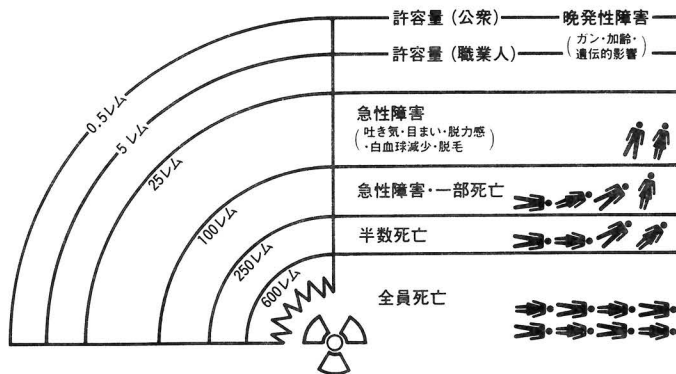 許容量(公衆) 晩発性障害
(ガン・加齢・
遺伝的影響)
許容量(職業人)
急性障害
(吐き気・目まい・脱力感
・白血球減少・脱毛)
急性障害・一部死亡
半数死亡
全員死亡
0.5レム
5レム
25レム
100レム
250レム
600レム